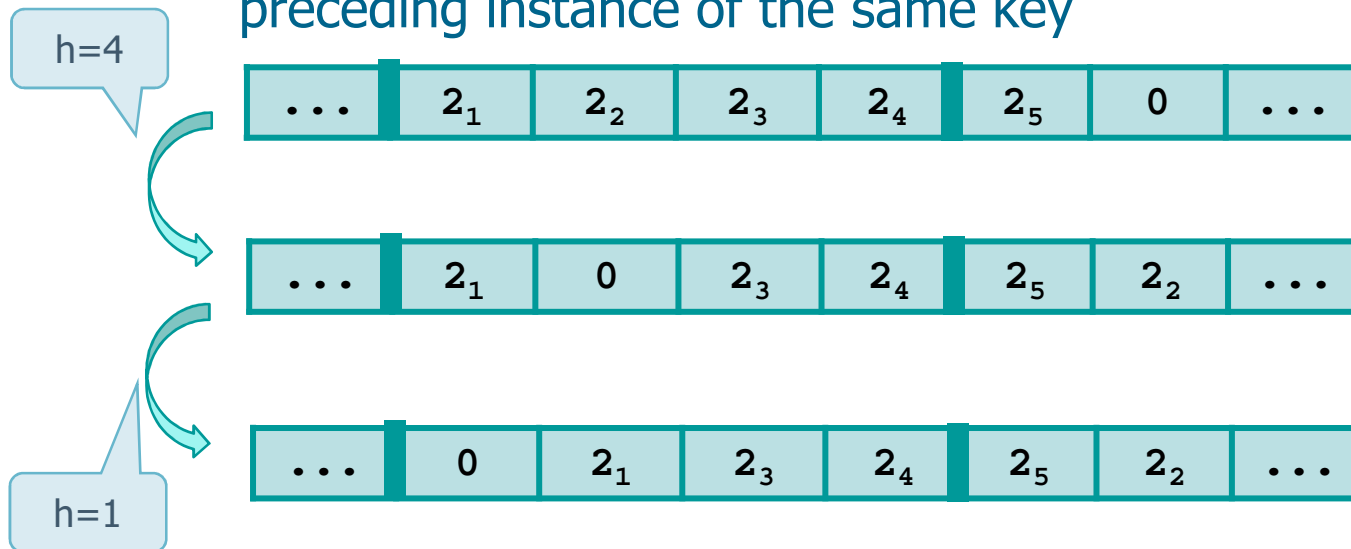 preceding instance of the same key
h=4
... 2₁ 2₂ 2₃ 2₄ 2₅ 0 ...
... 2₁ 0 2₃ 2₄ 2₅ 2₂ ...
... 0 2₁ 2₃ 2₄ 2₅ 2₂ ...
h=1